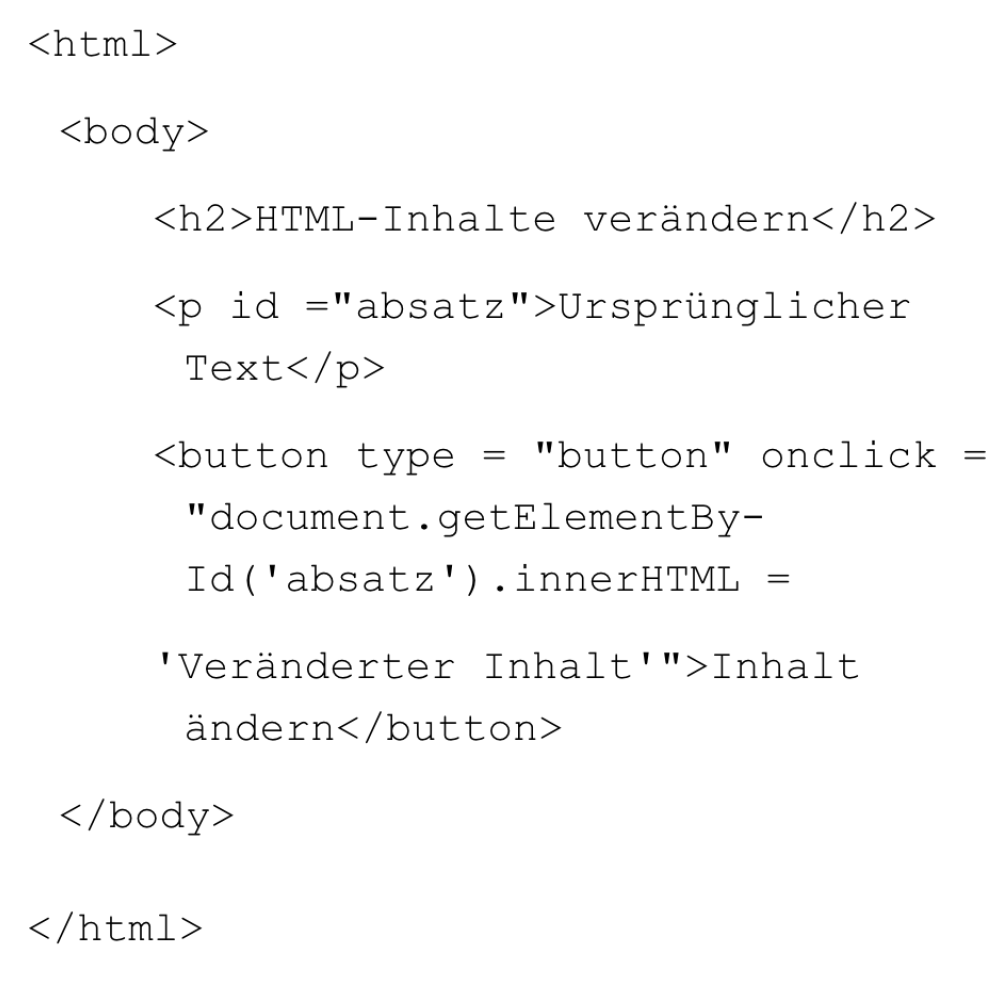 <html>
<body>
<h2>HTML-Inhalte verändern</h2>
<p id ="absatz">Ursprünglicher
Text</p>
<button type = "button" onclick =
"document.getElementBy-
Id('absatz').innerHTML =
'Veränderter Inhalt'">Inhalt
ändern</button>
</body>
</html>